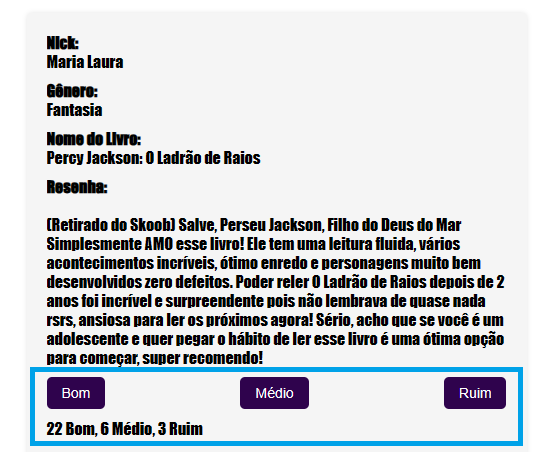 Nick:
Maria Laura
Gênero:
Fantasia
Nome do Livro:
Percy Jackson: O Ladrão de Raios
Resenha:
(Retirado do Skoob) Salve, Perseu Jackson, Filho do Deus do Mar
Simplesmente AMO esse livro! Ele tem uma leitura fluida, vários
acontecimentos incríveis, ótimo enredo e personagens muito bem
desenvolvidos zero defeitos. Poder reler O Ladrão de Raios depois de 2
anos foi incrível e surpreendente pois não lembrava de quase nada
rsrs, ansiosa para ler os próximos agora! Sério, acho que se você é um
adolescente e quer pegar o hábito de ler esse livro é uma ótima opção
para começar, super recomendo!
Bom Médio Ruim
22 Bom, 6 Médio, 3 Ruim